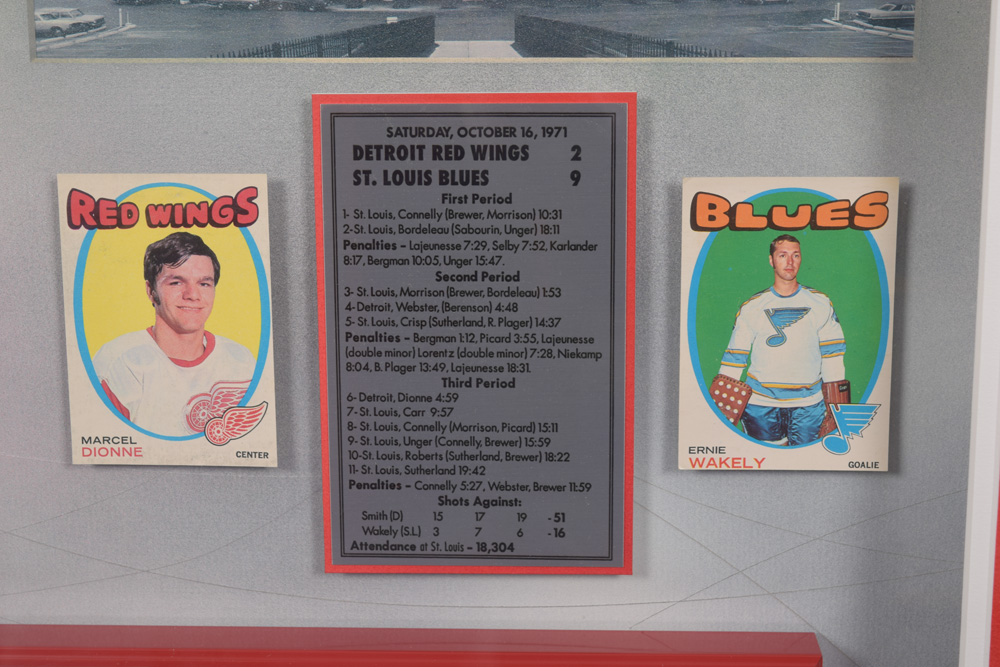 SATURDAY, OCTOBER 16, 1971
DETROIT RED WINGS 2
ST. LOUIS BLUES 9
First Period
1- St. Louis, Connelly (Brewer, Morrison) 10:31
2-St. Louis, Bordeleau (Sabourin, Unger) 18:11
Penalties – Lajeunesse 7:29, Selby 7:52, Karlander
8:17, Bergman 10:05, Unger 15:47.
Second Period
3- St. Louis, Morrison (Brewer, Bordeleau) 1:53
4- Detroit, Webster, (Berenson) 4:48
5- St. Louis, Crisp (Sutherland, R. Plager) 14:37
Penalties – Bergman 1:12, Picard 3:55, Lajeunesse
(double minor) Lorentz (double minor) 7:28, Niekamp
8:04, B. Plager 13:49, Lajeunesse 18:31.
Third Period
6- Detroit, Dionne 4:59
7- St. Louis, Carr 9:57
8- St. Louis, Connelly (Morrison, Picard) 15:11
9- St. Louis, Unger (Connelly, Brewer) 15:59
10-St. Louis, Roberts (Sutherland, Brewer) 18:22
11- St. Louis, Sutherland 19:42
Penalties – Connelly 5:27, Webster, Brewer 11:59
Shots Against:
Smith (D) 15 17 19 -51
Wakely (S.L.) 3 7 6 -16
Attendance at St. Louis – 18,304
RED WINGS
MARCEL
DIONNE
CENTER
BLUES
ERNIE
WAKELY
GOALIE